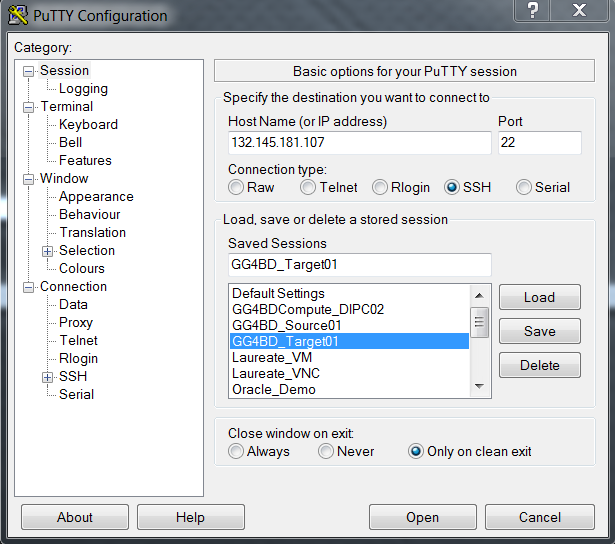 PuTTY Configuration
?
X
Category:
Session
Logging
Terminal
Keyboard
Bell
Features
Window
Appearance
Behaviour
Translation
Selection
Colours
Connection
Data
Proxy
Telnet
Rlogin
SSH
Serial
Basic options for your PuTTY session
Specify the destination you want to connect to
Host Name (or IP address) Port
132.145.181.107 22
Connection type:
Raw Telnet Rlogin SSH Serial
Load, save or delete a stored session
Saved Sessions
GG4BD_Target01
Default Settings
GG4BDCompute_DIPC02
GG4BD_Source01
GG4BD_Target01
Laureate_VM
Laureate_VNC
Oracle_Demo
Load
Save
Delete
Close window on exit:
Always Never Only on clean exit
About Help Open Cancel